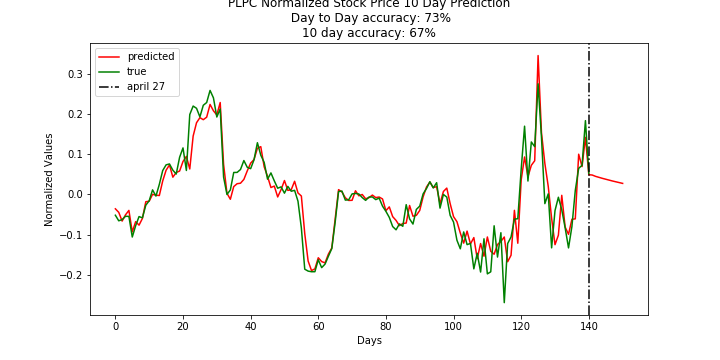 PLPC Normalized Stock Price 10 Day Prediction
Day to Day accuracy: 73%
10 day accuracy: 67%
predicted
true
april 27
Normalized Values
0.3
0.2
0.1
0.0
−0.1
−0.2
0
20
40
60
80
100
120
140
Days